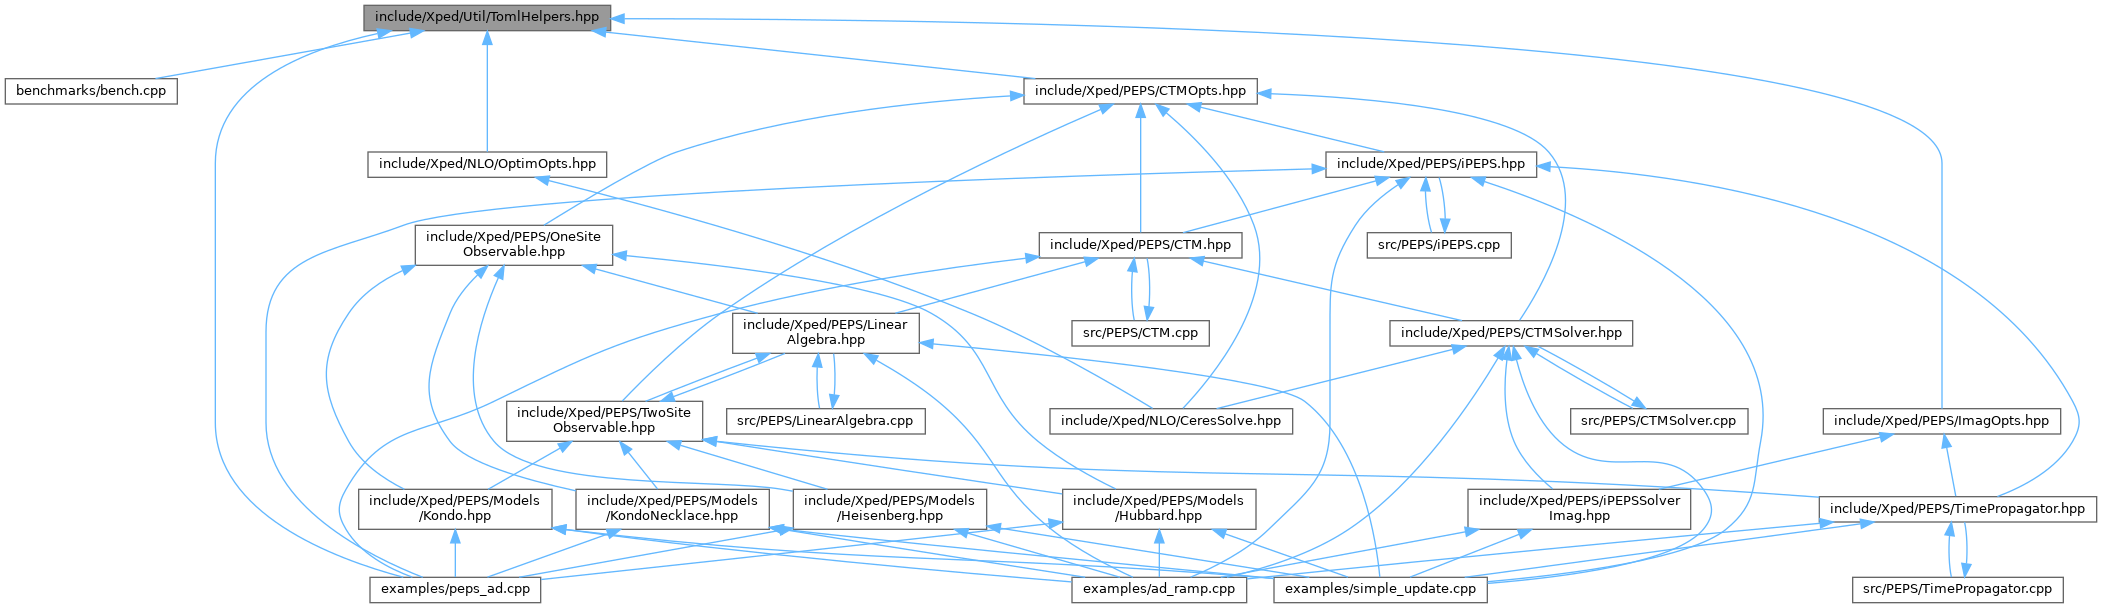 include/Xped/Util/TomlHelpers.hpp
benchmarks/bench.cpp
include/Xped/PEPS/CTMOpts.hpp
include/Xped/NLO/OptimOpts.hpp
include/Xped/PEPS/iPEPS.hpp
include/Xped/PEPS/OneSite
Observable.hpp
include/Xped/PEPS/CTM.hpp
src/PEPS/iPEPS.cpp
include/Xped/PEPS/Linear
Algebra.hpp
src/PEPS/CTM.cpp
include/Xped/PEPS/CTMSolver.hpp
include/Xped/PEPS/TwoSite
Observable.hpp
src/PEPS/LinearAlgebra.cpp
include/Xped/NLO/CeresSolve.hpp
src/PEPS/CTMSolver.cpp
include/Xped/PEPS/ImagOpts.hpp
include/Xped/PEPS/Models
/Kondo.hpp
include/Xped/PEPS/Models
/KondoNecklace.hpp
include/Xped/PEPS/Models
/Heisenberg.hpp
include/Xped/PEPS/Models
/Hubbard.hpp
include/Xped/PEPS/iPEPSSolver
Imag.hpp
include/Xped/PEPS/TimePropagator.hpp
examples/peps_ad.cpp
examples/ad_ramp.cpp
examples/simple_update.cpp
src/PEPS/TimePropagator.cpp